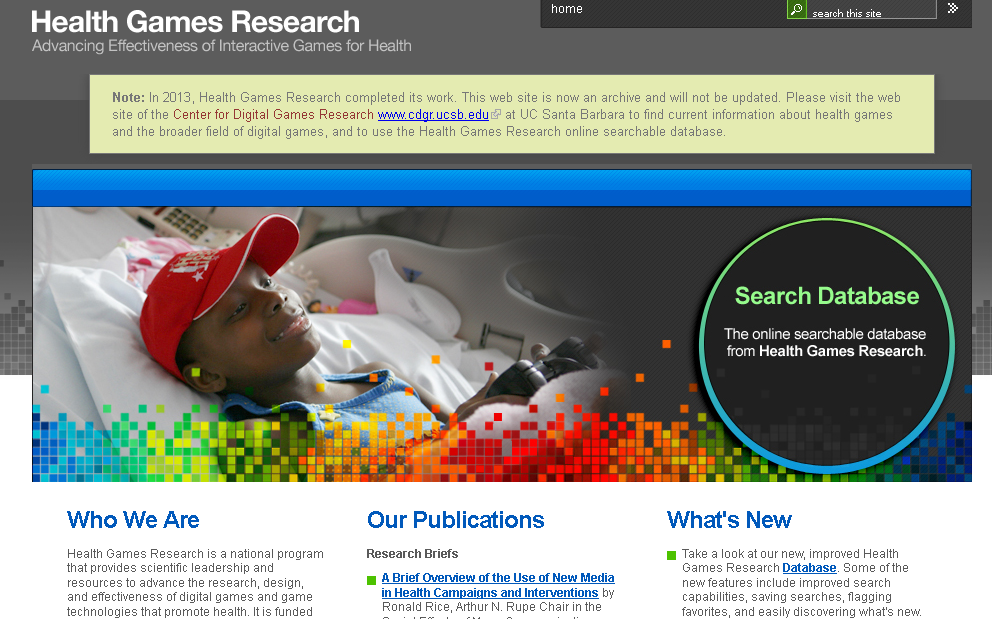 Health Games Research
Advancing Effectiveness of Interactive Games for Health
home
search this site
Note: In 2013, Health Games Research completed its work. This web site is now an archive and will not be updated. Please visit the web
site of the Center for Digital Games Research www.cdgr.ucsb.edu at UC Santa Barbara to find current information about health games
and the broader field of digital games, and to use the Health Games Research online searchable database.
Search Database
The online searchable database
from Health Games Research.
Who We Are
Health Games Research is a national program
that provides scientific leadership and
resources to advance the research, design,
and effectiveness of digital games and game
technologies that promote health. It is funded
Our Publications
Research Briefs
A Brief Overview of the Use of New Media
in Health Campaigns and Interventions by
Ronald Rice, Arthur N. Rupe Chair in the
What's New
Take a look at our new, improved Health
Games Research Database. Some of the
new features include improved search
capabilities, saving searches, flagging
favorites, and easily discovering what's new.